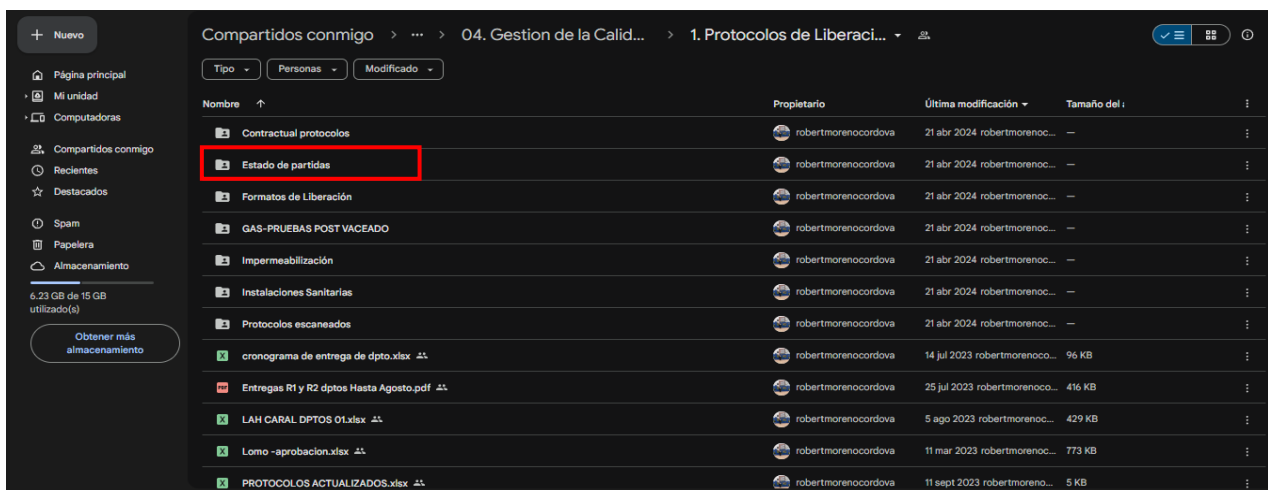 Nuevo
Compartidos conmigo > ... > 04. Gestion de la Calid... > 1. Protocolos de Liberaci...
Tipo Personas Modificado
Página principal
Mi unidad
Computadoras
Compartidos conmigo
Recientes
Destacados
Spam
Papelera
Almacenamiento
6.23 GB de 15 GB
utilizado(s)
Obtener más
almacenamiento
Nombre Propietario Última modificación Tamaño del
Contractual protocolos robertmorenocordova 21 abr 2024 robertmorenoc... —
Estado de partidas robertmorenocordova 21 abr 2024 robertmorenoc... —
Formatos de Liberación robertmorenocordova 21 abr 2024 robertmorenoc... —
GAS-PRUEBAS POST VACEADO robertmorenocordova 21 abr 2024 robertmorenoc... —
Impermeabilización robertmorenocordova 21 abr 2024 robertmorenoc... —
Instalaciones Sanitarias robertmorenocordova 21 abr 2024 robertmorenoc... —
Protocolos escaneados robertmorenocordova 21 abr 2024 robertmorenoc... —
cronograma de entrega de dpto.xlsx robertmorenocordova 14 jul 2023 robertmorenoco... 96 KB
PDF Entregas R1 y R2 dptos Hasta Agosto.pdf robertmorenocordova 25 jul 2023 robertmorenoco... 416 KB
LAH CARAL DPTOS 01.xlsx robertmorenocordova 5 ago 2023 robertmorenoc... 429 KB
Lomo -aprobacion.xlsx robertmorenocordova 11 mar 2023 robertmorenoc... 773 KB
PROTOCOLOS ACTUALIZADOS.xlsx robertmorenocordova 11 sept 2023 robertmoreno... 5 KB